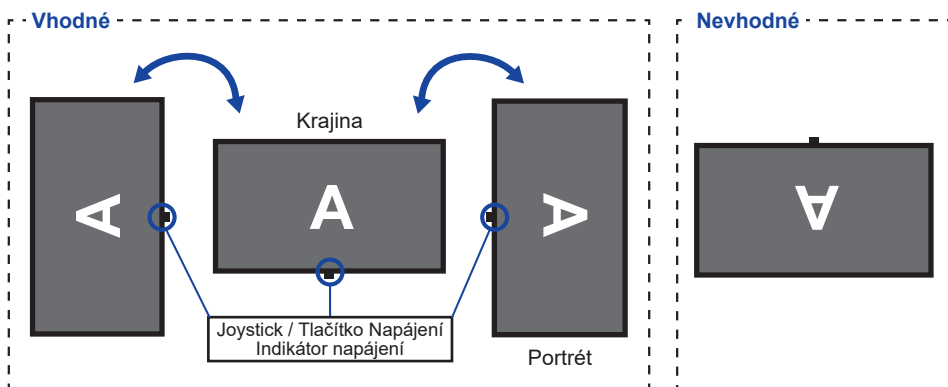 Vhodné
Nevhodné
Krajina
A
A
A
A
Joystick / Tlačítko Napájení
Indikátor napájení
Portrét